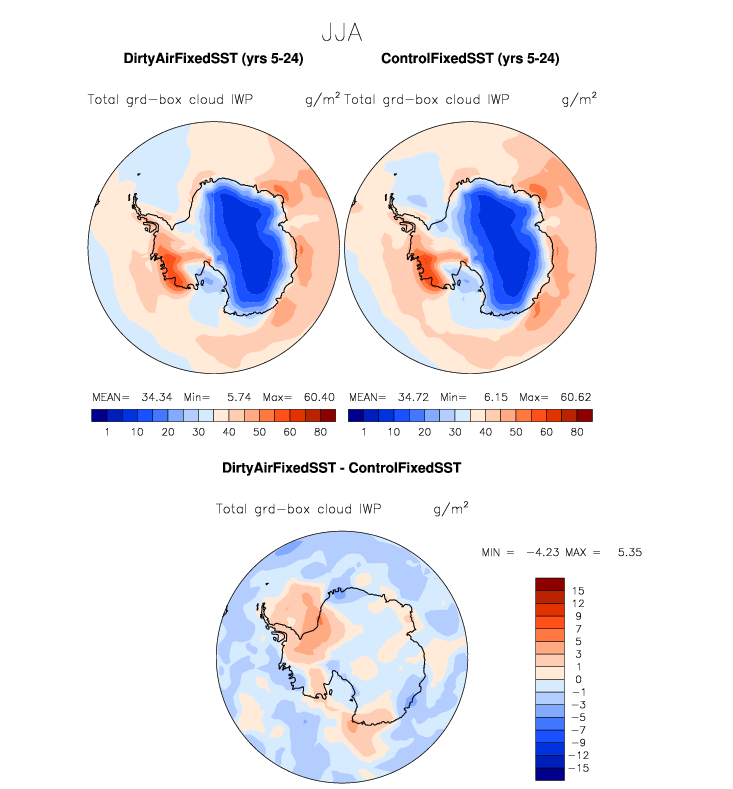 JJA
DirtyAirFixedSST (yrs 5-24) ControlFixedSST (yrs 5-24)
Total grd-box cloud IWP g/m² Total grd-box cloud IWP g/m²
MEAN= 34.34 Min= 5.74 Max= 60.40 MEAN= 34.72 Min= 6.15 Max= 60.62
1 10 20 30 40 50 60 80 1 10 20 30 40 50 60 80
DirtyAirFixedSST - ControlFixedSST
Total grd-box cloud IWP g/m²
MIN = -4.23 MAX = 5.35
15
12
9
7
5
3
1
0
-1
-3
-5
-7
-9
-12
-15